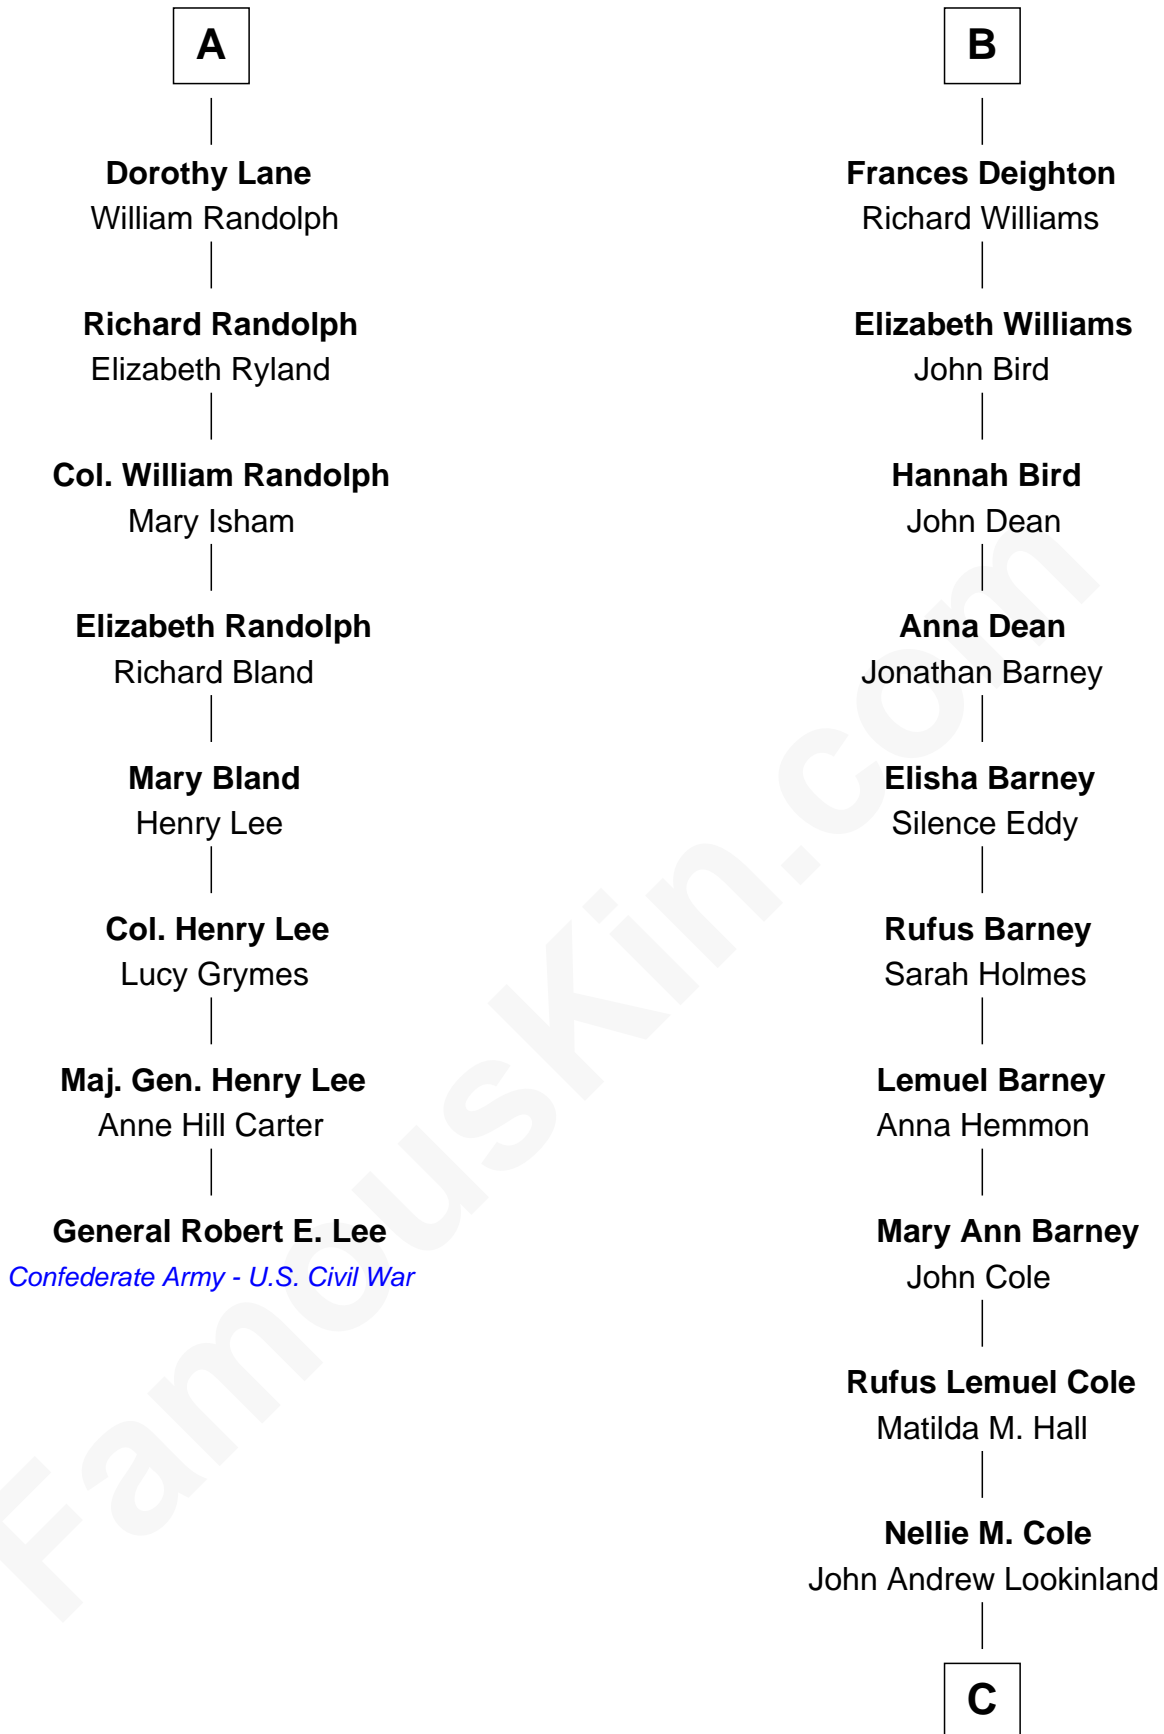 A
Dorothy Lane
William Randolph
Richard Randolph
Elizabeth Ryland
Col. William Randolph
Mary Isham
Elizabeth Randolph
Richard Bland
Mary Bland
Henry Lee
Col. Henry Lee
Lucy Grymes
Maj. Gen. Henry Lee
Anne Hill Carter
General Robert E. Lee
Confederate Army - U.S. Civil War
B
Frances Deighton
Richard Williams
Elizabeth Williams
John Bird
Hannah Bird
John Dean
Anna Dean
Jonathan Barney
Elisha Barney
Silence Eddy
Rufus Barney
Sarah Holmes
Lemuel Barney
Anna Hemmon
Mary Ann Barney
John Cole
Rufus Lemuel Cole
Matilda M. Hall
Nellie M. Cole
John Andrew Lookinland
C
FamousKin.com